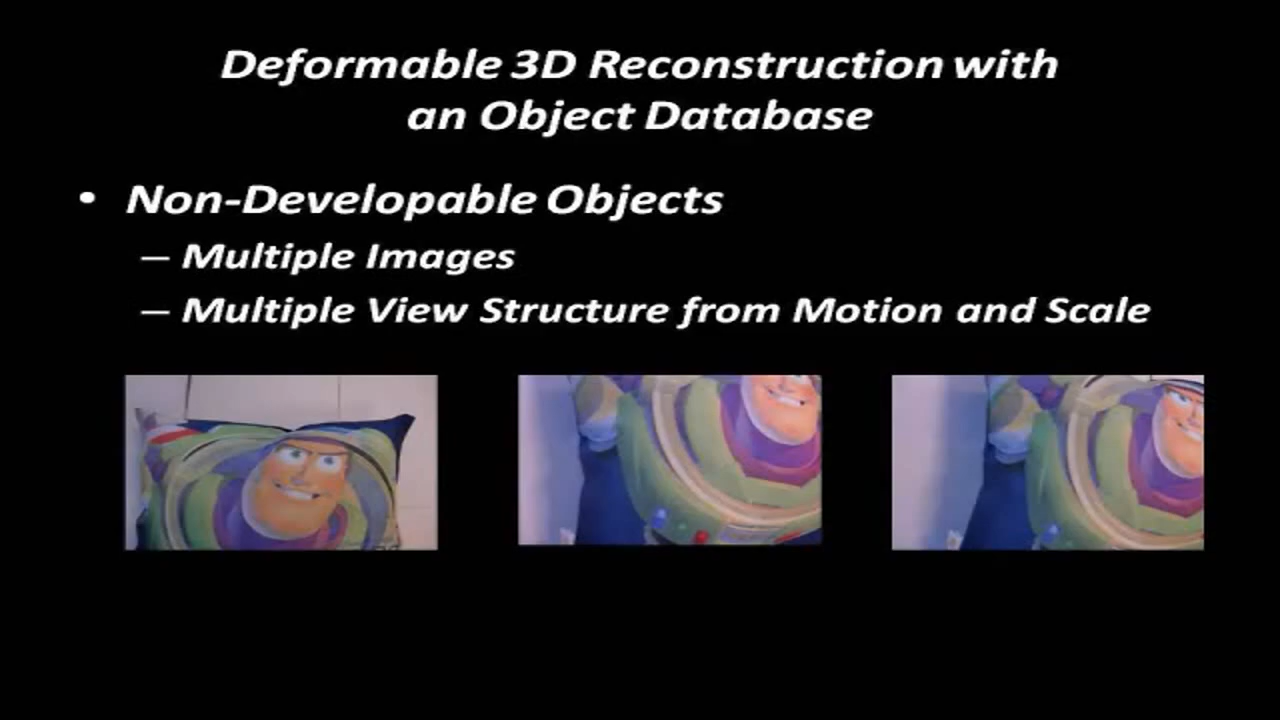 Deformable 3D Reconstruction with
an Object Database
• Non-Developable Objects
– Multiple Images
– Multiple View Structure from Motion and Scale